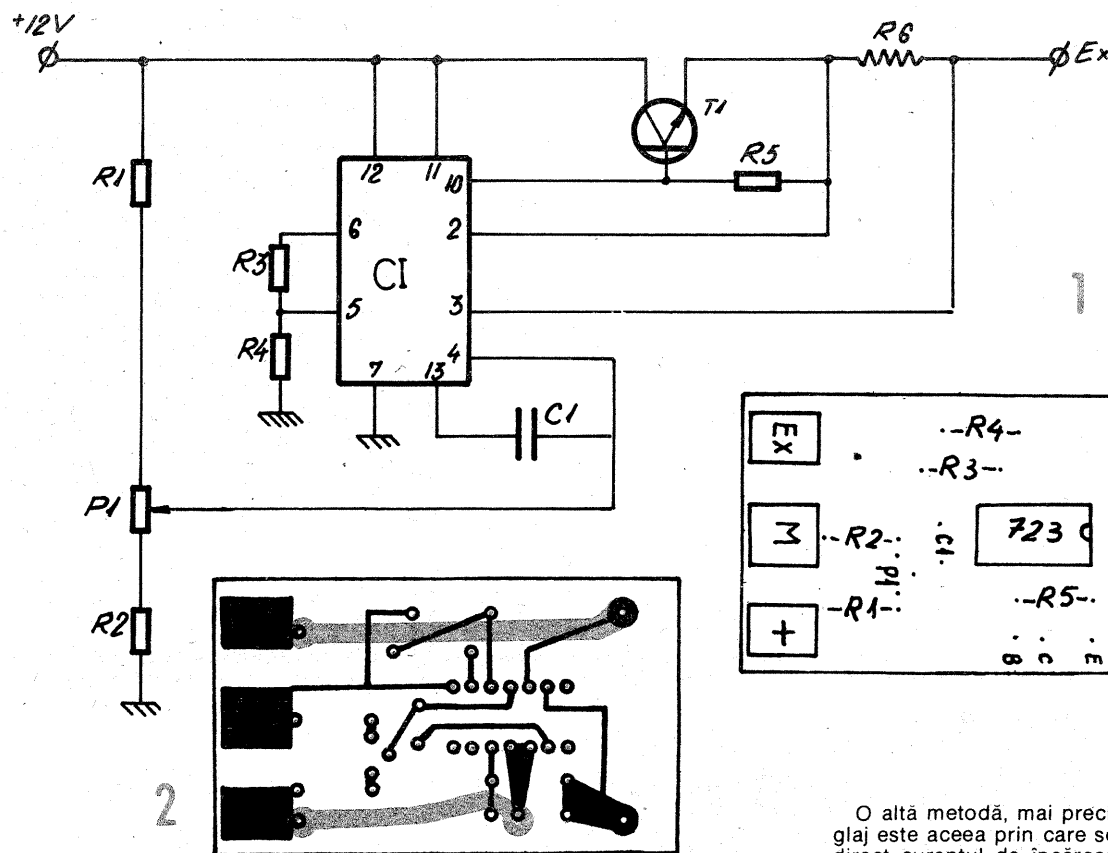 +12V
R6
Ex
T1
R1
R5
12
11
10
6
2
R3
CI
5
3
1
R4
4
7
13
C1
EX
-R4-
-R3-
P1
M
-R2-
C1
723
P1
R2
-R1-
-R5-
+
B
C
E
2
O altă metodă, mai prec
glaj este aceea prin care se